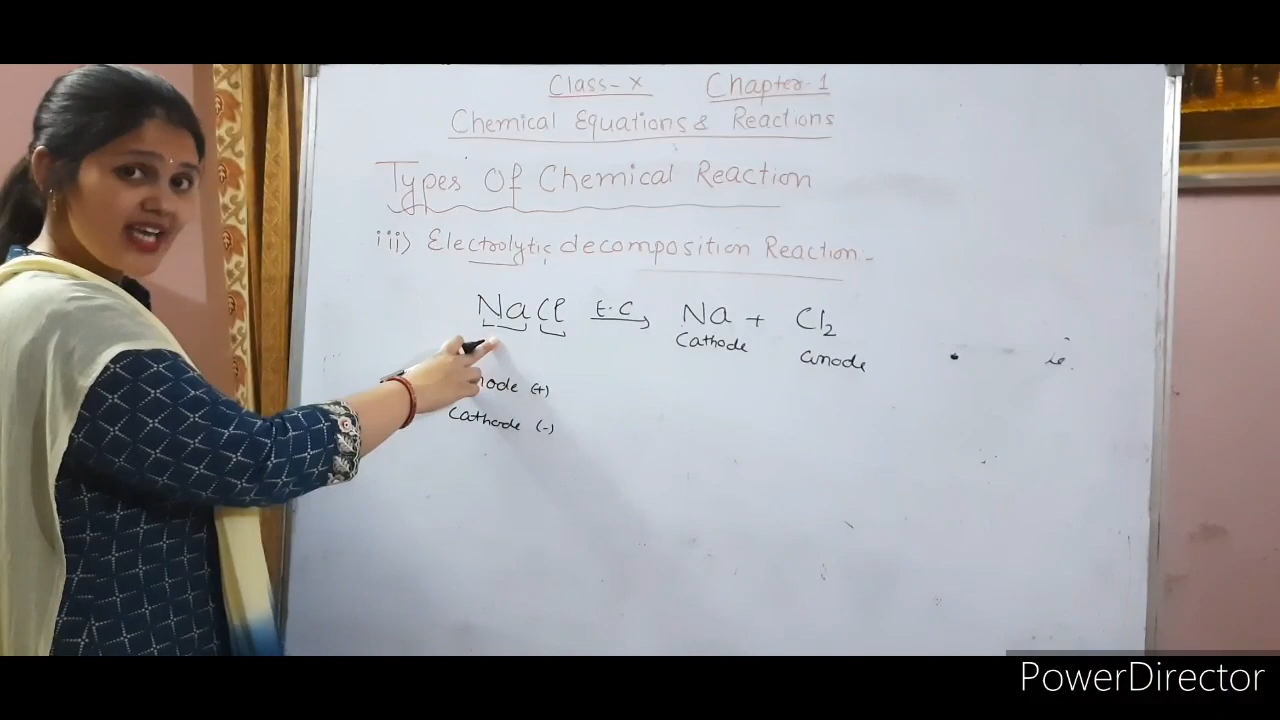 Class-X Chapter-1
Chemical Equations & Reactions
Types Of Chemical Reaction
iii) Electrolytic decomposition Reaction:-
NaCl E.C Na + Cl2
Cathode anode
node (+)
Cathode (-)
ie.
PowerDirector